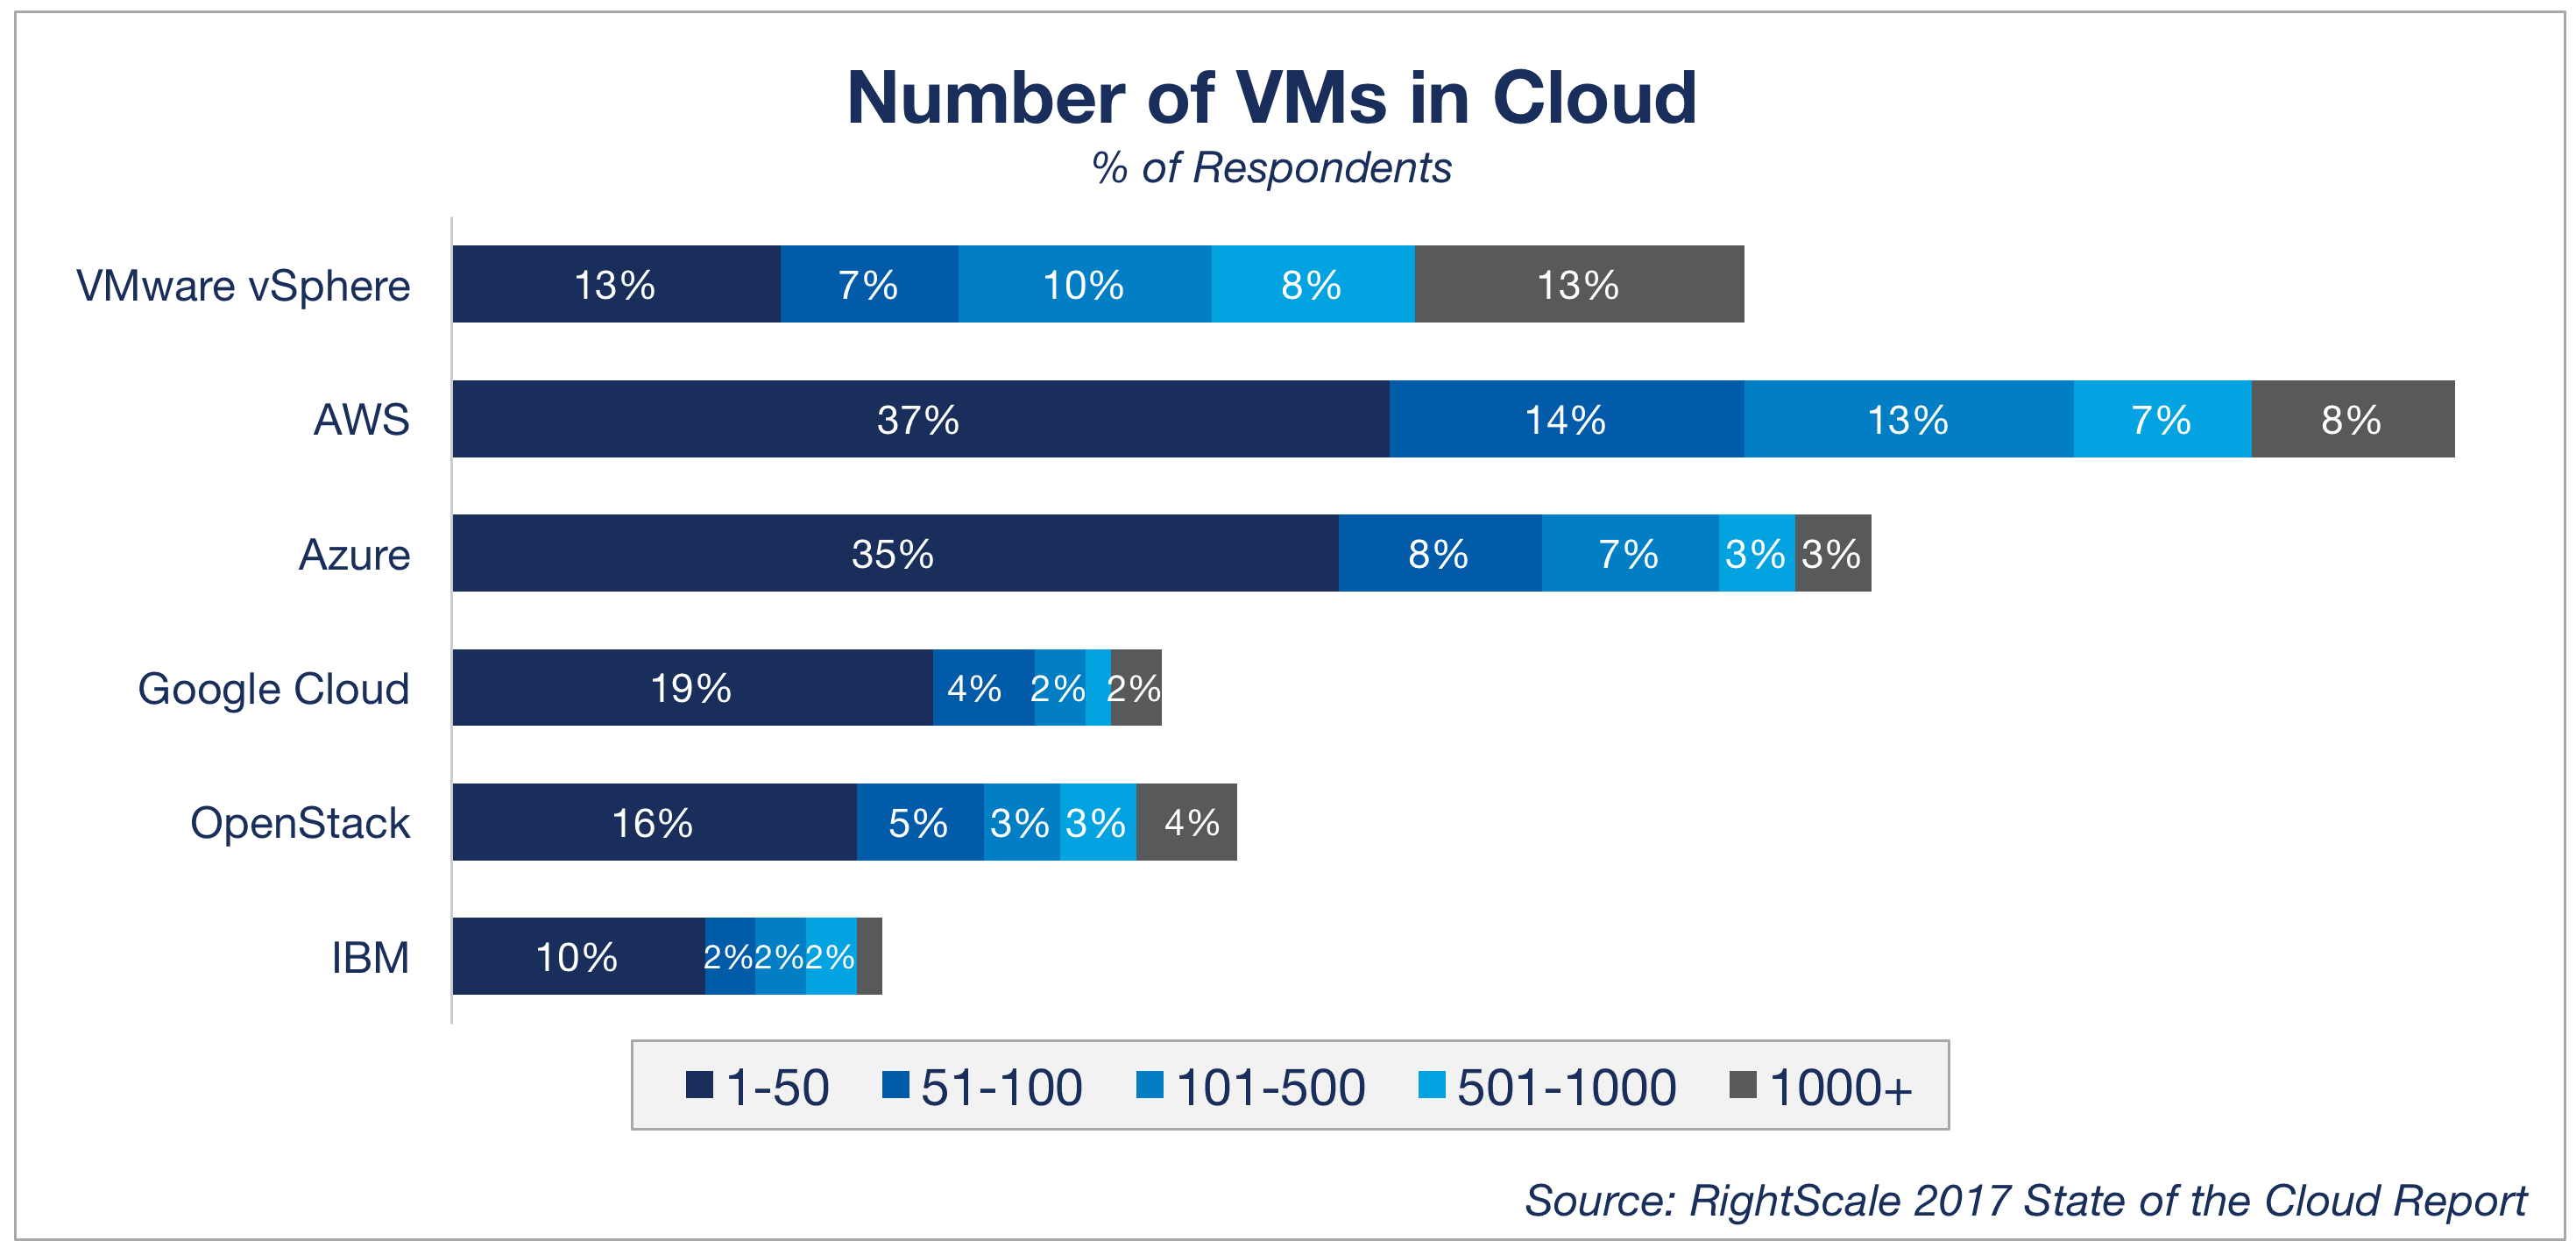 Number of VMs in Cloud
% of Respondents
VMware vSphere 13% 7% 10% 8% 13%
AWS 37% 14% 13% 7% 8%
Azure 35% 8% 7% 3% 3%
Google Cloud 19% 4% 2% 2%
OpenStack 16% 5% 3% 3% 4%
IBM 10% 2% 2% 2%
1-50 51-100 101-500 501-1000 1000+
Source: RightScale 2017 State of the Cloud Report